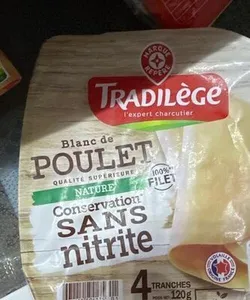 MARQUE
REPÈRE
TRADILÈGE
l'expert charcutier
Blanc de
POULET
QUALITÉ SUPÉRIEURE
100%
FILET
NATURE
Conservation
SANS
nitrite
4 TRANCHES
120g